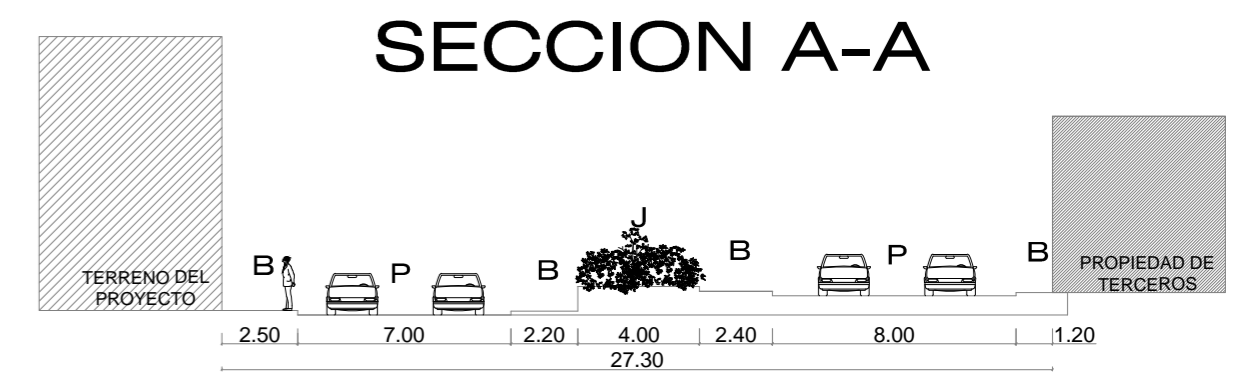 SECCION A-A
J
B P B B P B
TERRENO DEL
PROYECTO
PROPIEDAD DE
TERCEROS
2.50 7.00 2.20 4.00 2.40 8.00 1.20
27.30